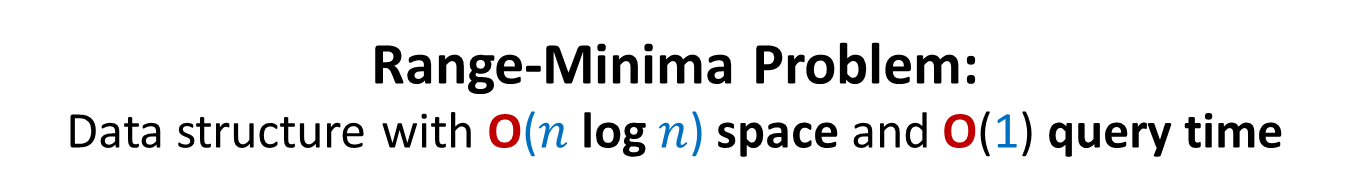 Range-Minima Problem:
Data structure with O(n log n) space and O(1) query time